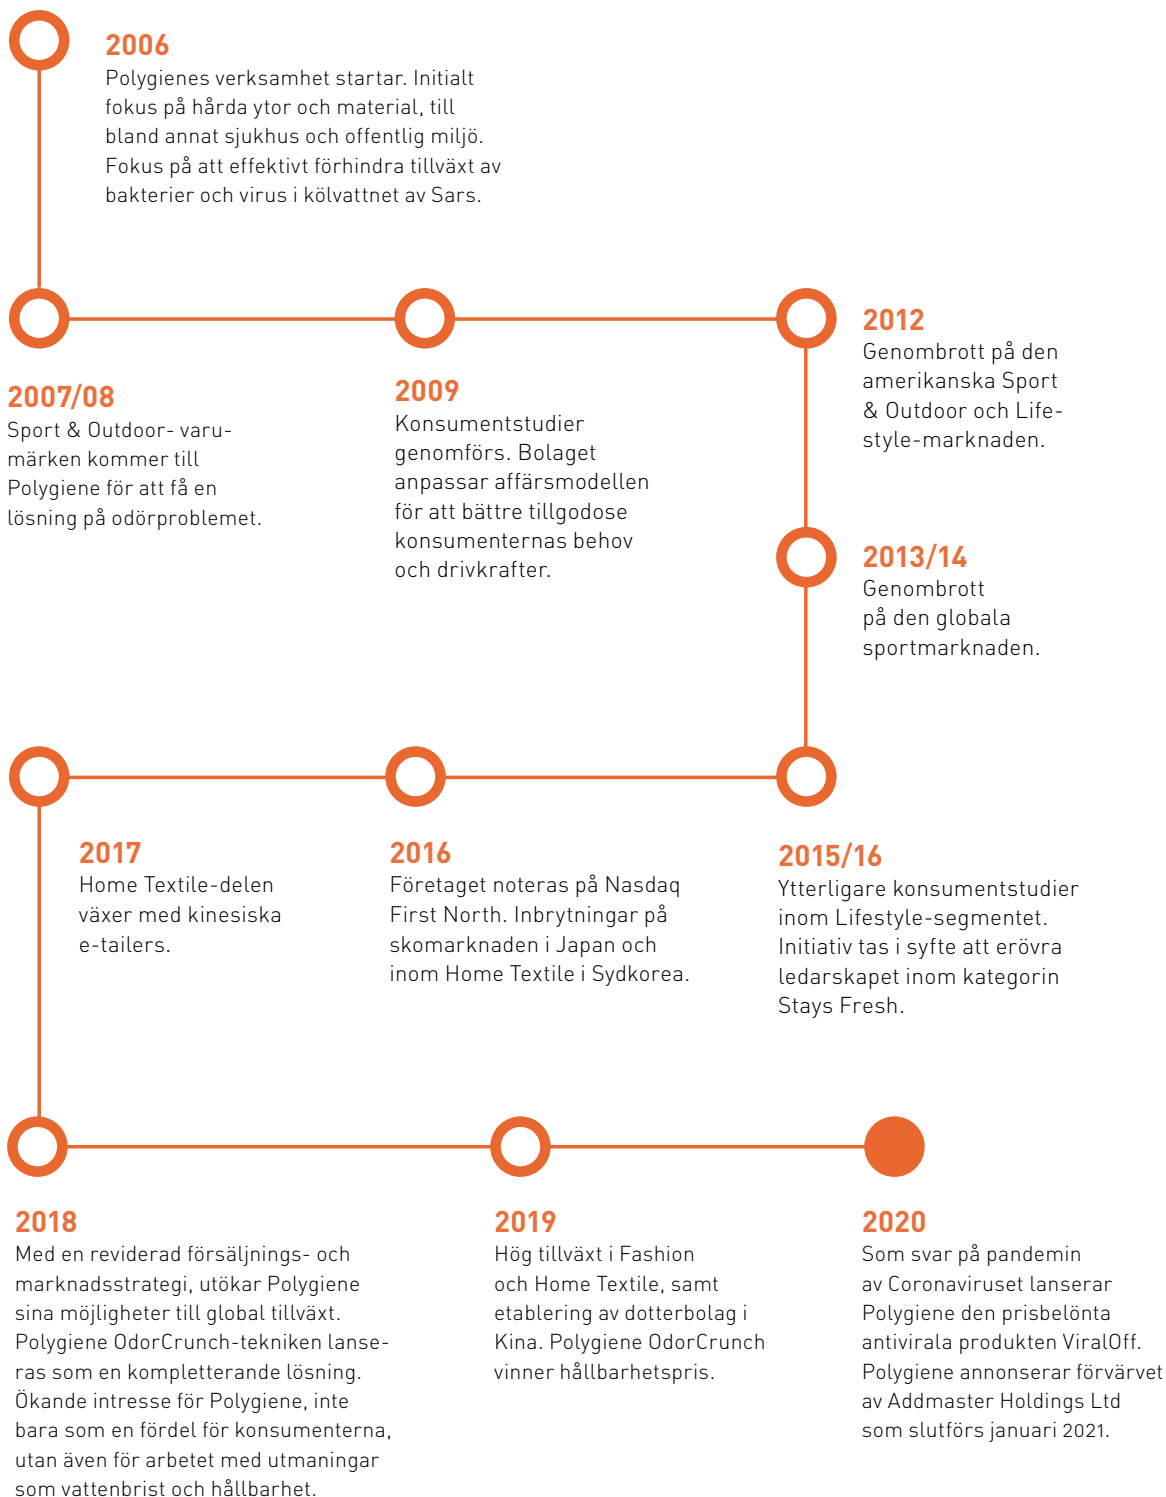 2006
Polygienes verksamhet startar. Initialt
fokus på hårda ytor och material, till
bland annat sjukhus och offentlig miljö.
Fokus på att effektivt förhindra tillväxt av
bakterier och virus i kölvattnet av Sars.
2007/08
Sport & Outdoor- varu-
märken kommer till
Polygiene för att få en
lösning på odörproblemet.
2009
Konsumentstudier
genomförs. Bolaget
anpassar affärsmodellen
för att bättre tillgodose
konsumenternas behov
och drivkrafter.
2012
Genombrott på den
amerikanska Sport
& Outdoor och Life-
style-marknaden.
2013/14
Genombrott
på den globala
sportmarknaden.
2015/16
Ytterligare konsumentstudier
inom Lifestyle-segmentet.
Initiativ tas i syfte att erövra
ledarskapet inom kategorin
Stays Fresh.
2016
Företaget noteras på Nasdaq
First North. Inbrytningar på
skomarknaden i Japan och
inom Home Textile i Sydkorea.
2017
Home Textile-delen
växer med kinesiska
e-tailers.
2018
Med en reviderad försäljnings- och
marknadsstrategi, utökar Polygiene
sina möjligheter till global tillväxt.
Polygiene OdorCrunch-tekniken lanse-
ras som en kompletterande lösning.
Ökande intresse för Polygiene, inte
bara som en fördel för konsumenterna,
utan även för arbetet med utmaningar
som vattenbrist och hållbarhet.
2019
Hög tillväxt i Fashion
och Home Textile, samt
etablering av dotterbolag i
Kina. Polygiene OdorCrunch
vinner hållbarhetspris.
2020
Som svar på pandemin
av Coronaviruset lanserar
Polygiene den prisbelönta
antivirala produkten ViralOff.
Polygiene annonserar förvärvet
av Addmaster Holdings Ltd
som slutförs januari 2021.